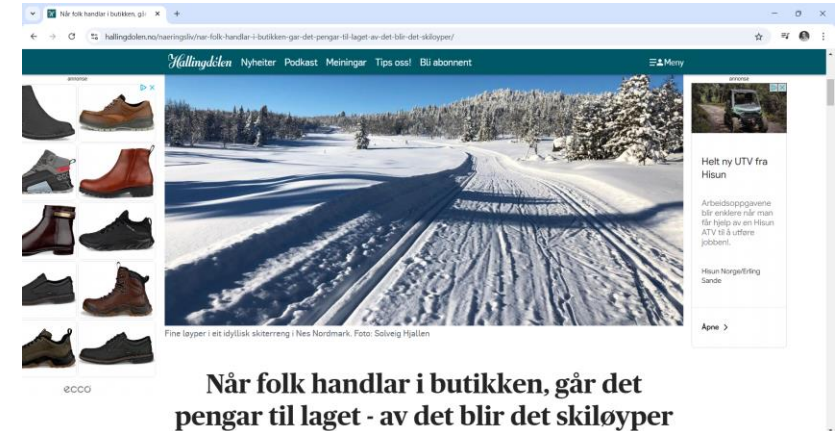 Når folk handlar i butikken, gå
hallingdolen.no/naeringsliv/nar-folk-handlar-i-butikken-gar-det-pengar-til-laget-av-det-blir-det-skiloyper/
Hallingdølen Nyheiter Podkast Meiningar Tips oss! Bli abonnent Meny
annonse
annonse
Helt ny UTV fra
Hisun
Arbeidsoppgavene
blir enklere når man
får hjelp av en Hisun
ATV til å utføre
jobben!.
Hisun Norge/Erling
Sande
Åpne >
Fine løyper i eit idyllisk skiterreng i Nes Nordmark. Foto: Solveig Hjallen
ecco
Når folk handlar i butikken, går det
pengar til laget - av det blir det skiløyper